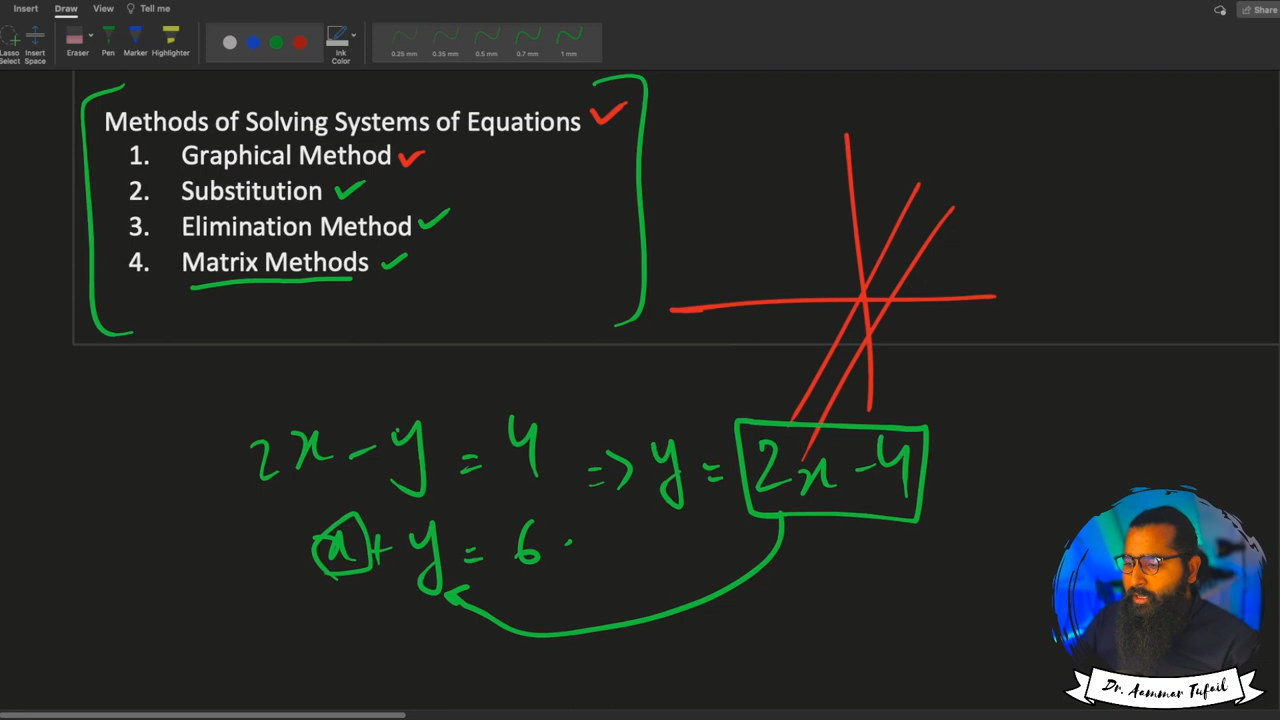 Insert Draw View Tell me
Share
Lasso Select
Insert Space
Eraser
Pen
Marker
Highlighter
Ink Color
0.25 mm 0.35 mm 0.5 mm 0.7 mm 1 mm
Methods of Solving Systems of Equations
1. Graphical Method
2. Substitution
3. Elimination Method
4. Matrix Methods
2x - y = 4 => y = 2x - 4
x + y = 6
Dr. Aammar Tufail